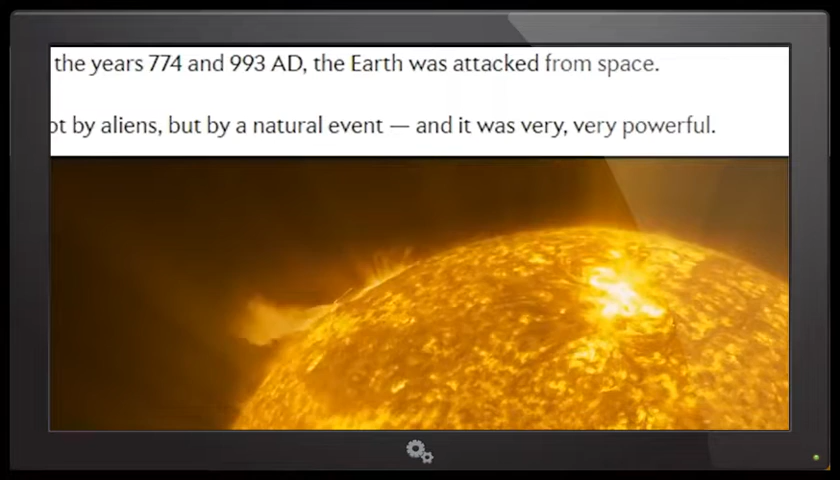 the years 774 and 993 AD, the Earth was attacked from space.
by aliens, but by a natural event — and it was very, very powerful.